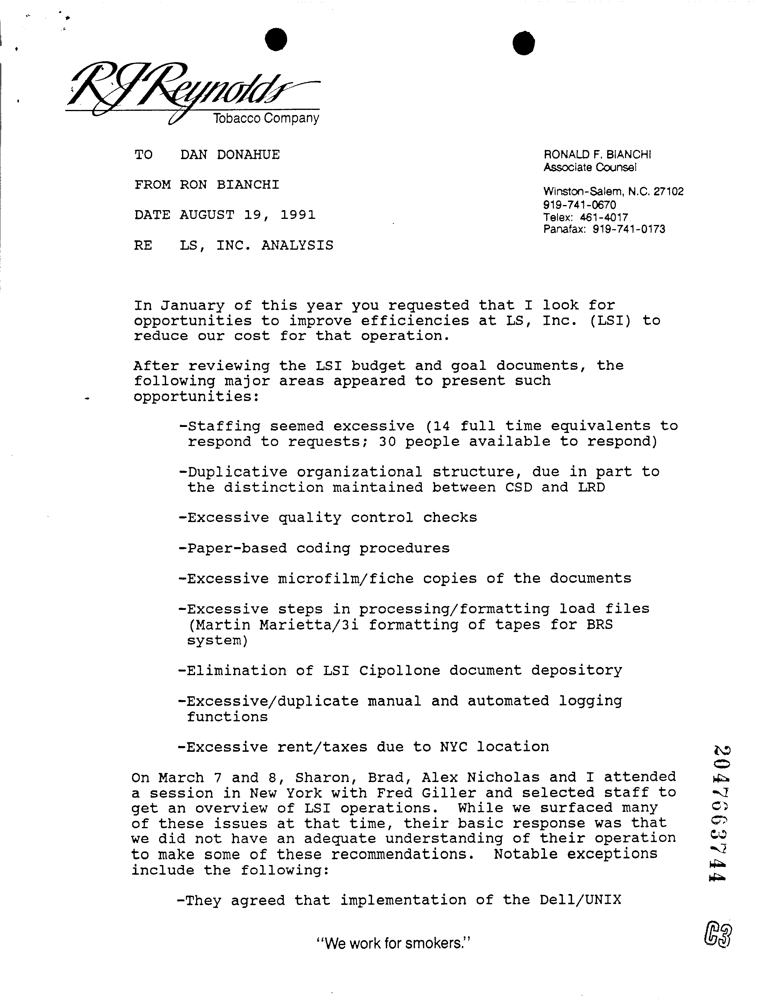 RJReynolds
Tobacco Company
TO DAN DONAHUE
FROM RON BIANCHI
DATE AUGUST 19, 1991
RE LS, INC. ANALYSIS
RONALD F. BIANCHI
Associate Counsel
Winston-Salem, N.C. 27102
919-741-0670
Telex: 461-4017
Panafax: 919-741-0173
In January of this year you requested that I look for
opportunities to improve efficiencies at LS, Inc. (LSI) to
reduce our cost for that operation.
After reviewing the LSI budget and goal documents, the
following major areas appeared to present such
opportunities:
-Staffing seemed excessive (14 full time equivalents to
respond to requests; 30 people available to respond)
-Duplicative organizational structure, due in part to
the distinction maintained between CSD and LRD
-Excessive quality control checks
-Paper-based coding procedures
-Excessive microfilm/fiche copies of the documents
-Excessive steps in processing/formatting load files
(Martin Marietta/3i formatting of tapes for BRS
system)
-Elimination of LSI Cipollone document depository
-Excessive/duplicate manual and automated logging
functions
-Excessive rent/taxes due to NYC location
On March 7 and 8, Sharon, Brad, Alex Nicholas and I attended
a session in New York with Fred Giller and selected staff to
get an overview of LSI operations. While we surfaced many
of these issues at that time, their basic response was that
we did not have an adequate understanding of their operation
to make some of these recommendations. Notable exceptions
include the following:
-They agreed that implementation of the Dell/UNIX
"We work for smokers."
2047663744
C3